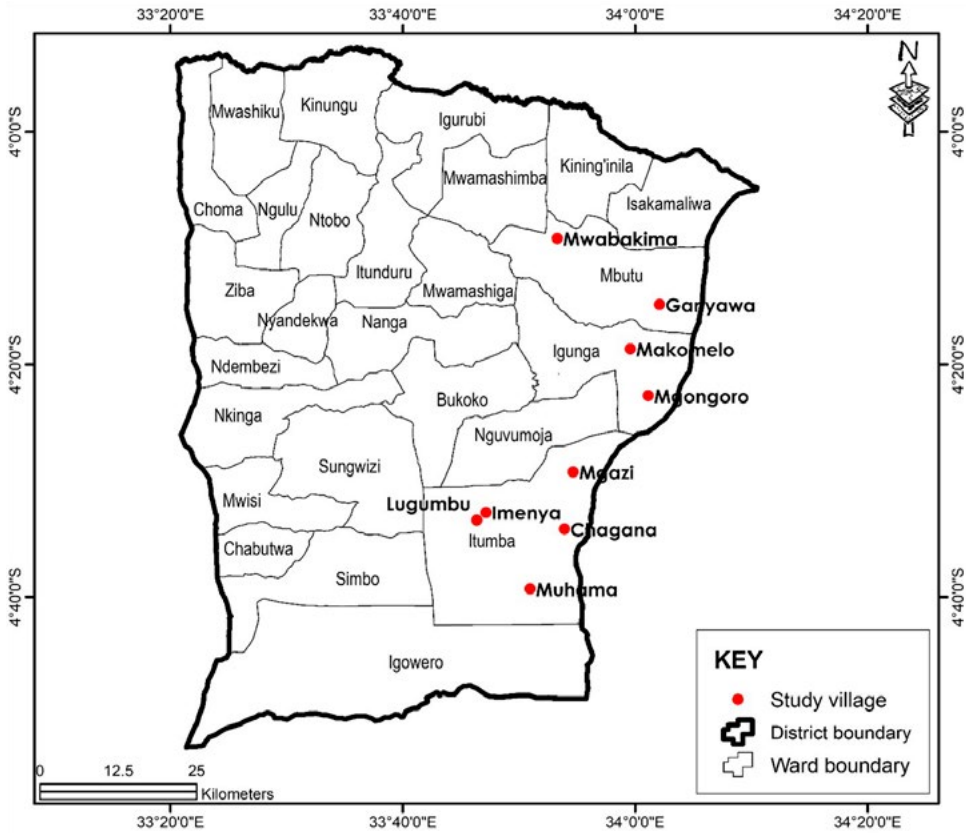 33°20'0"E 33°40'0"E 34°0'0"E 34°20'0"E
N
4°0'0"S 4°0'0"S
Mwashiku
Kinungu
Igurubi
Kining'inila
Mwamashimba
Isakamaliwa
Choma
Ngulu
Ntobo
Mwabakima
Itunduru
Mbutu
Ziba
Mwamashiga
Ganyawa
Nyandekwa
Nanga
Igunga
Makomelo
Ndembezi
4°20'0"S 4°20'0"S
Bukoko
Mgongoro
Nkinga
Nguvumoja
Sungwizi
Mgazi
Mwisi
Lugumbu
Imenya
Chagana
Itumba
Chabutwa
Simbo
Muhama
4°40'0"S 4°40'0"S
Igowero
KEY
Study village
District boundary
Ward boundary
0 12.5 25
Kilometers
33°20'0"E 33°40'0"E 34°0'0"E 34°20'0"E